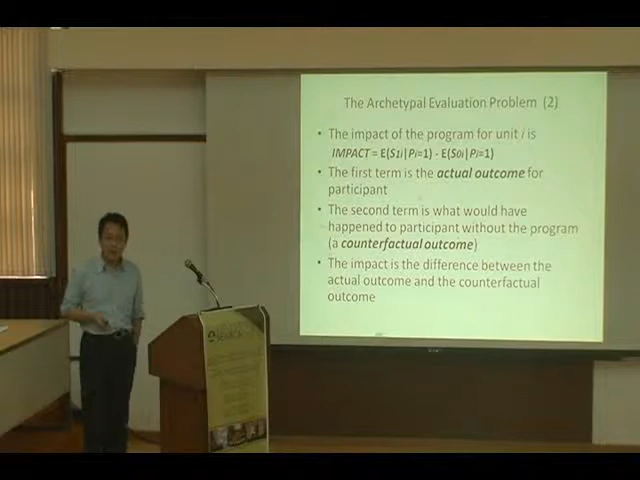 The Archetypal Evaluation Problem (2)
• The impact of the program for unit i is
IMPACT = E(S1i|Pi=1) - E(S0i|Pi=1)
• The first term is the actual outcome for
participant
• The second term is what would have
happened to participant without the program
(a counterfactual outcome)
• The impact is the difference between the
actual outcome and the counterfactual
outcome